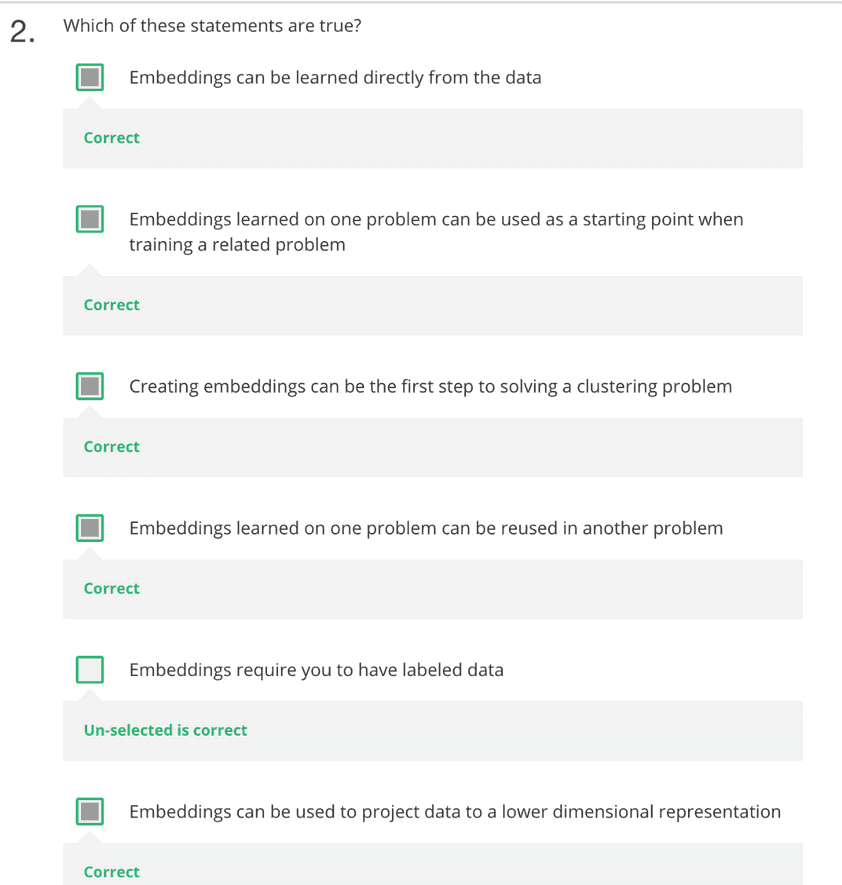 2.
Which of these statements are true?
Embeddings can be learned directly from the data
Correct
Embeddings learned on one problem can be used as a starting point when
training a related problem
Correct
Creating embeddings can be the first step to solving a clustering problem
Correct
Embeddings learned on one problem can be reused in another problem
Correct
Embeddings require you to have labeled data
Un-selected is correct
Embeddings can be used to project data to a lower dimensional representation
Correct